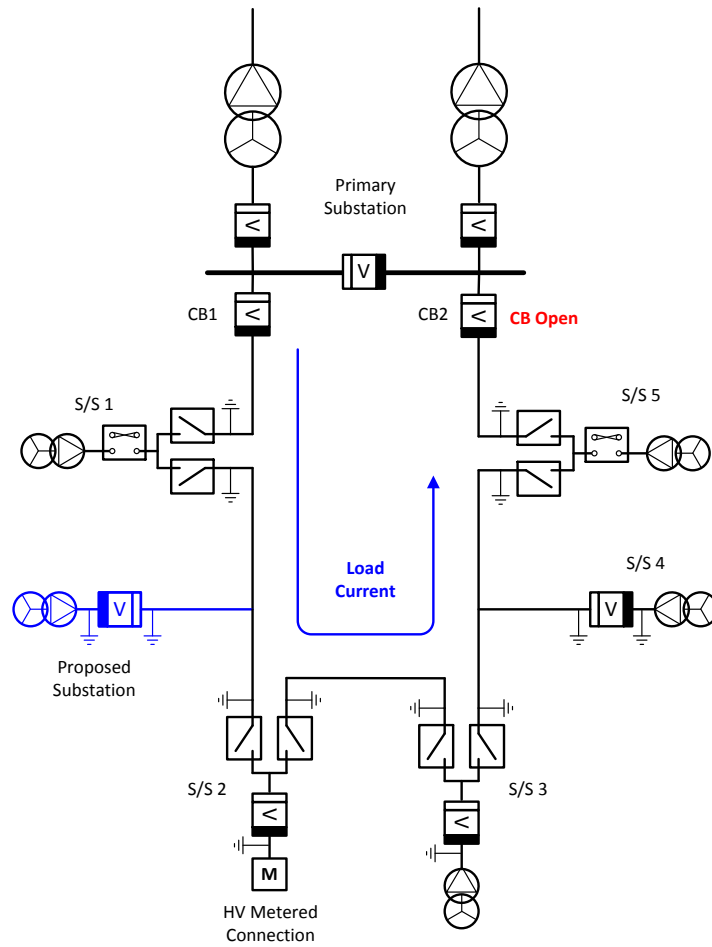 Primary
Substation
V
V
V
CB1
V
CB2
V
CB Open
S/S 1
S/S 5
Load
Current
S/S 4
V
V
Proposed
Substation
S/S 2
V
S/S 3
V
M
HV Metered
Connection